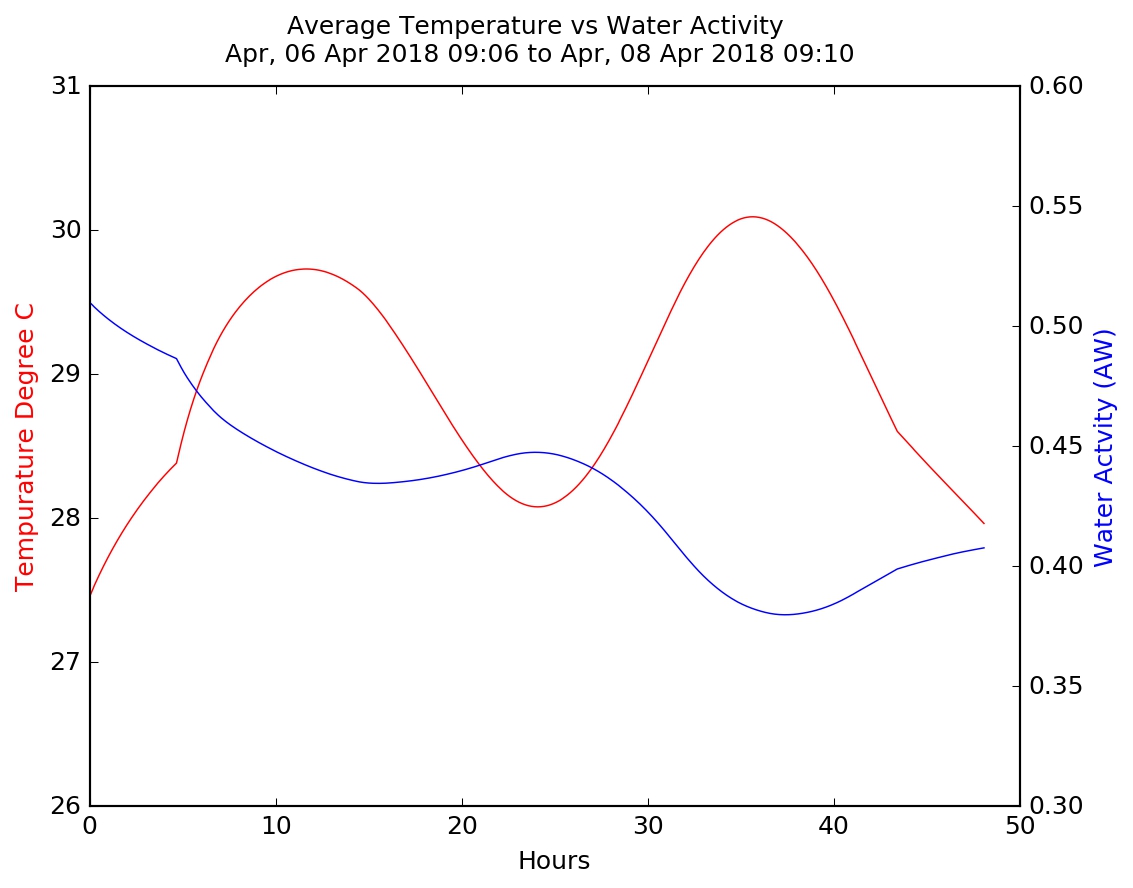 Average Temperature vs Water Activity
Apr, 06 Apr 2018 09:06 to Apr, 08 Apr 2018 09:10
31
30
29
28
27
26
Tempurature Degree C
0.60
0.55
0.50
0.45
0.40
0.35
0.30
Water Actvity (AW)
0 10 20 30 40 50
Hours